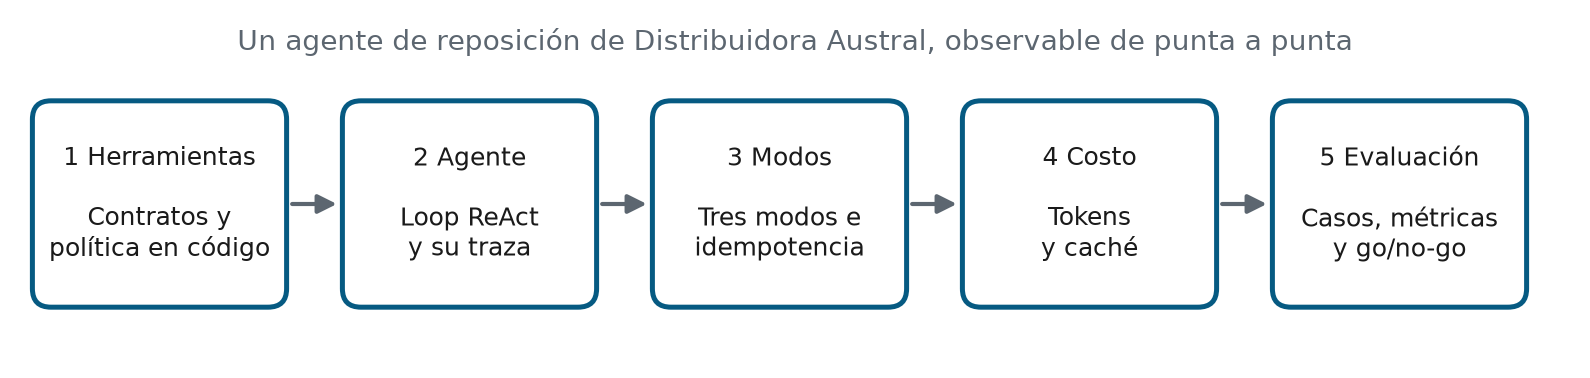 Un agente de reposición de Distribuidora Austral, observable de punta a punta
1 Herramientas
Contratos y
política en código
2 Agente
Loop ReAct
y su traza
3 Modos
Tres modos e
idempotencia
4 Costo
Tokens
y caché
5 Evaluación
Casos, métricas
y go/no-go